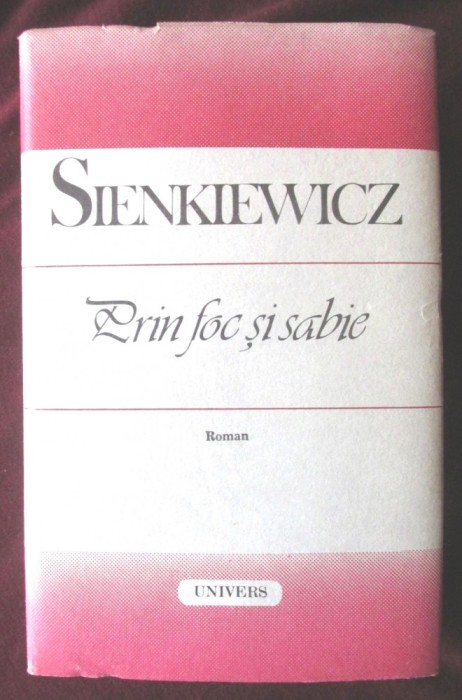 SIENKIEWICZ
Prin foc și sabie
Roman
UNIVERS